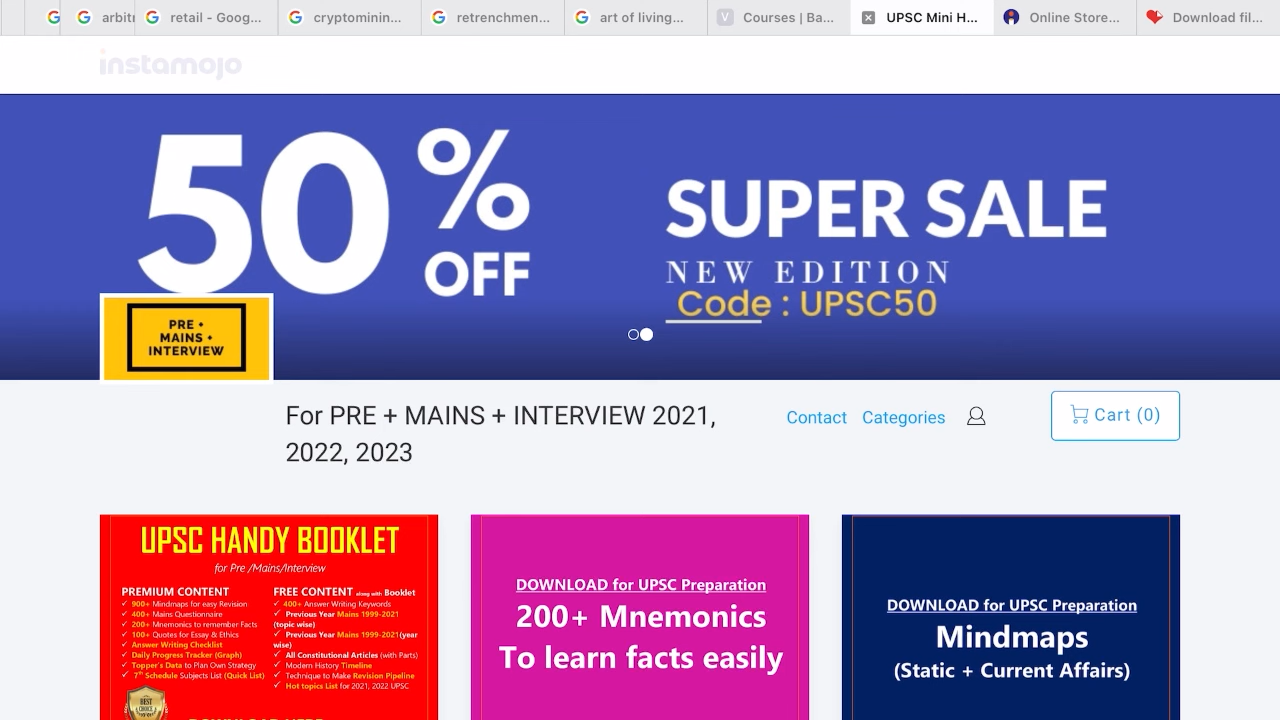 arbiti
retail - Goog...
cryptominin...
retrenchmen...
art of living...
V Courses | Ba...
UPSC Mini H...
Online Store...
Download fil...
instamojo
50% OFF
SUPER SALE
NEW EDITION
Code : UPSC50
PRE +
MAINS +
INTERVIEW
For PRE + MAINS + INTERVIEW 2021,
2022, 2023
Contact
Categories
Cart (0)
UPSC HANDY BOOKLET
for Pre /Mains/Interview
PREMIUM CONTENT
✓ 900+ Mindmaps for easy Revision
✓ 400+ Mains Questionnaire
✓ 200+ Mnemonics to remember Facts
✓ 100+ Quotes for Essay & Ethics
✓ Answer Writing Checklist
✓ Daily Progress Tracker (Graph)
✓ Topper's Data to Plan Own Strategy
✓ 7th Schedule Subjects List (Quick List)
FREE CONTENT along with Booklet
✓ 400+ Answer Writing Keywords
✓ Previous Year Mains 1999-2021
(topic wise)
✓ Previous Year Mains 1999-2021(year
wise)
✓ All Constitutional Articles (with Parts)
✓ Modern History Timeline
✓ Technique to Make Revision Pipeline
✓ Hot topics List for 2021, 2022 UPSC
BEST
CHOICE
DOWNLOAD for UPSC Preparation
200+ Mnemonics
To learn facts easily
DOWNLOAD for UPSC Preparation
Mindmaps
(Static + Current Affairs)